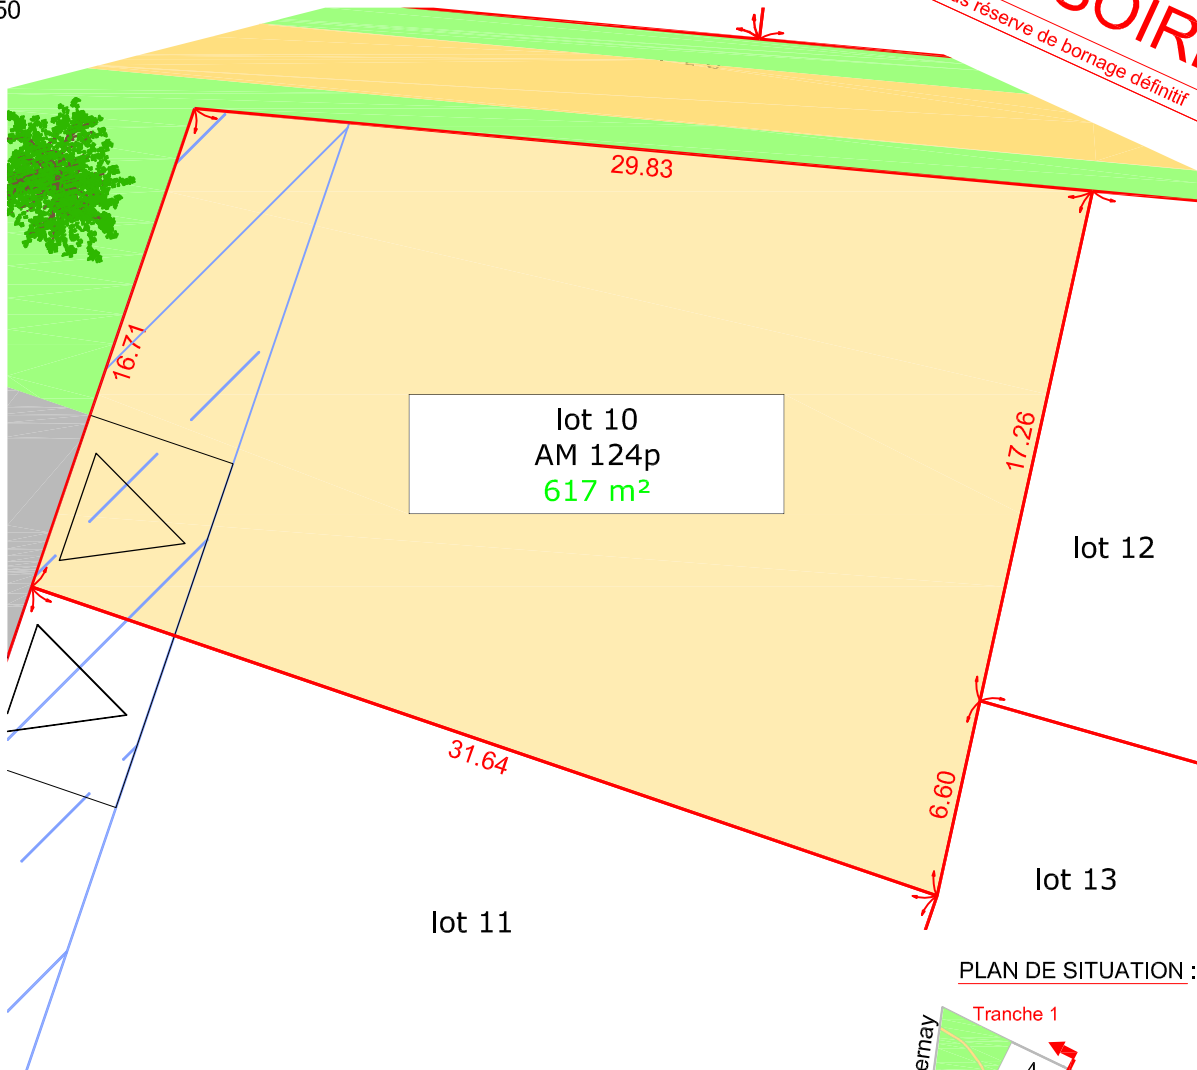 50
réserve de bornage définitif
29.83
16.71
lot 10
AM 124p
617 m²
17.26
lot 12
31.64
6.60
lot 13
lot 11
PLAN DE SITUATION :
Tranche 1
4